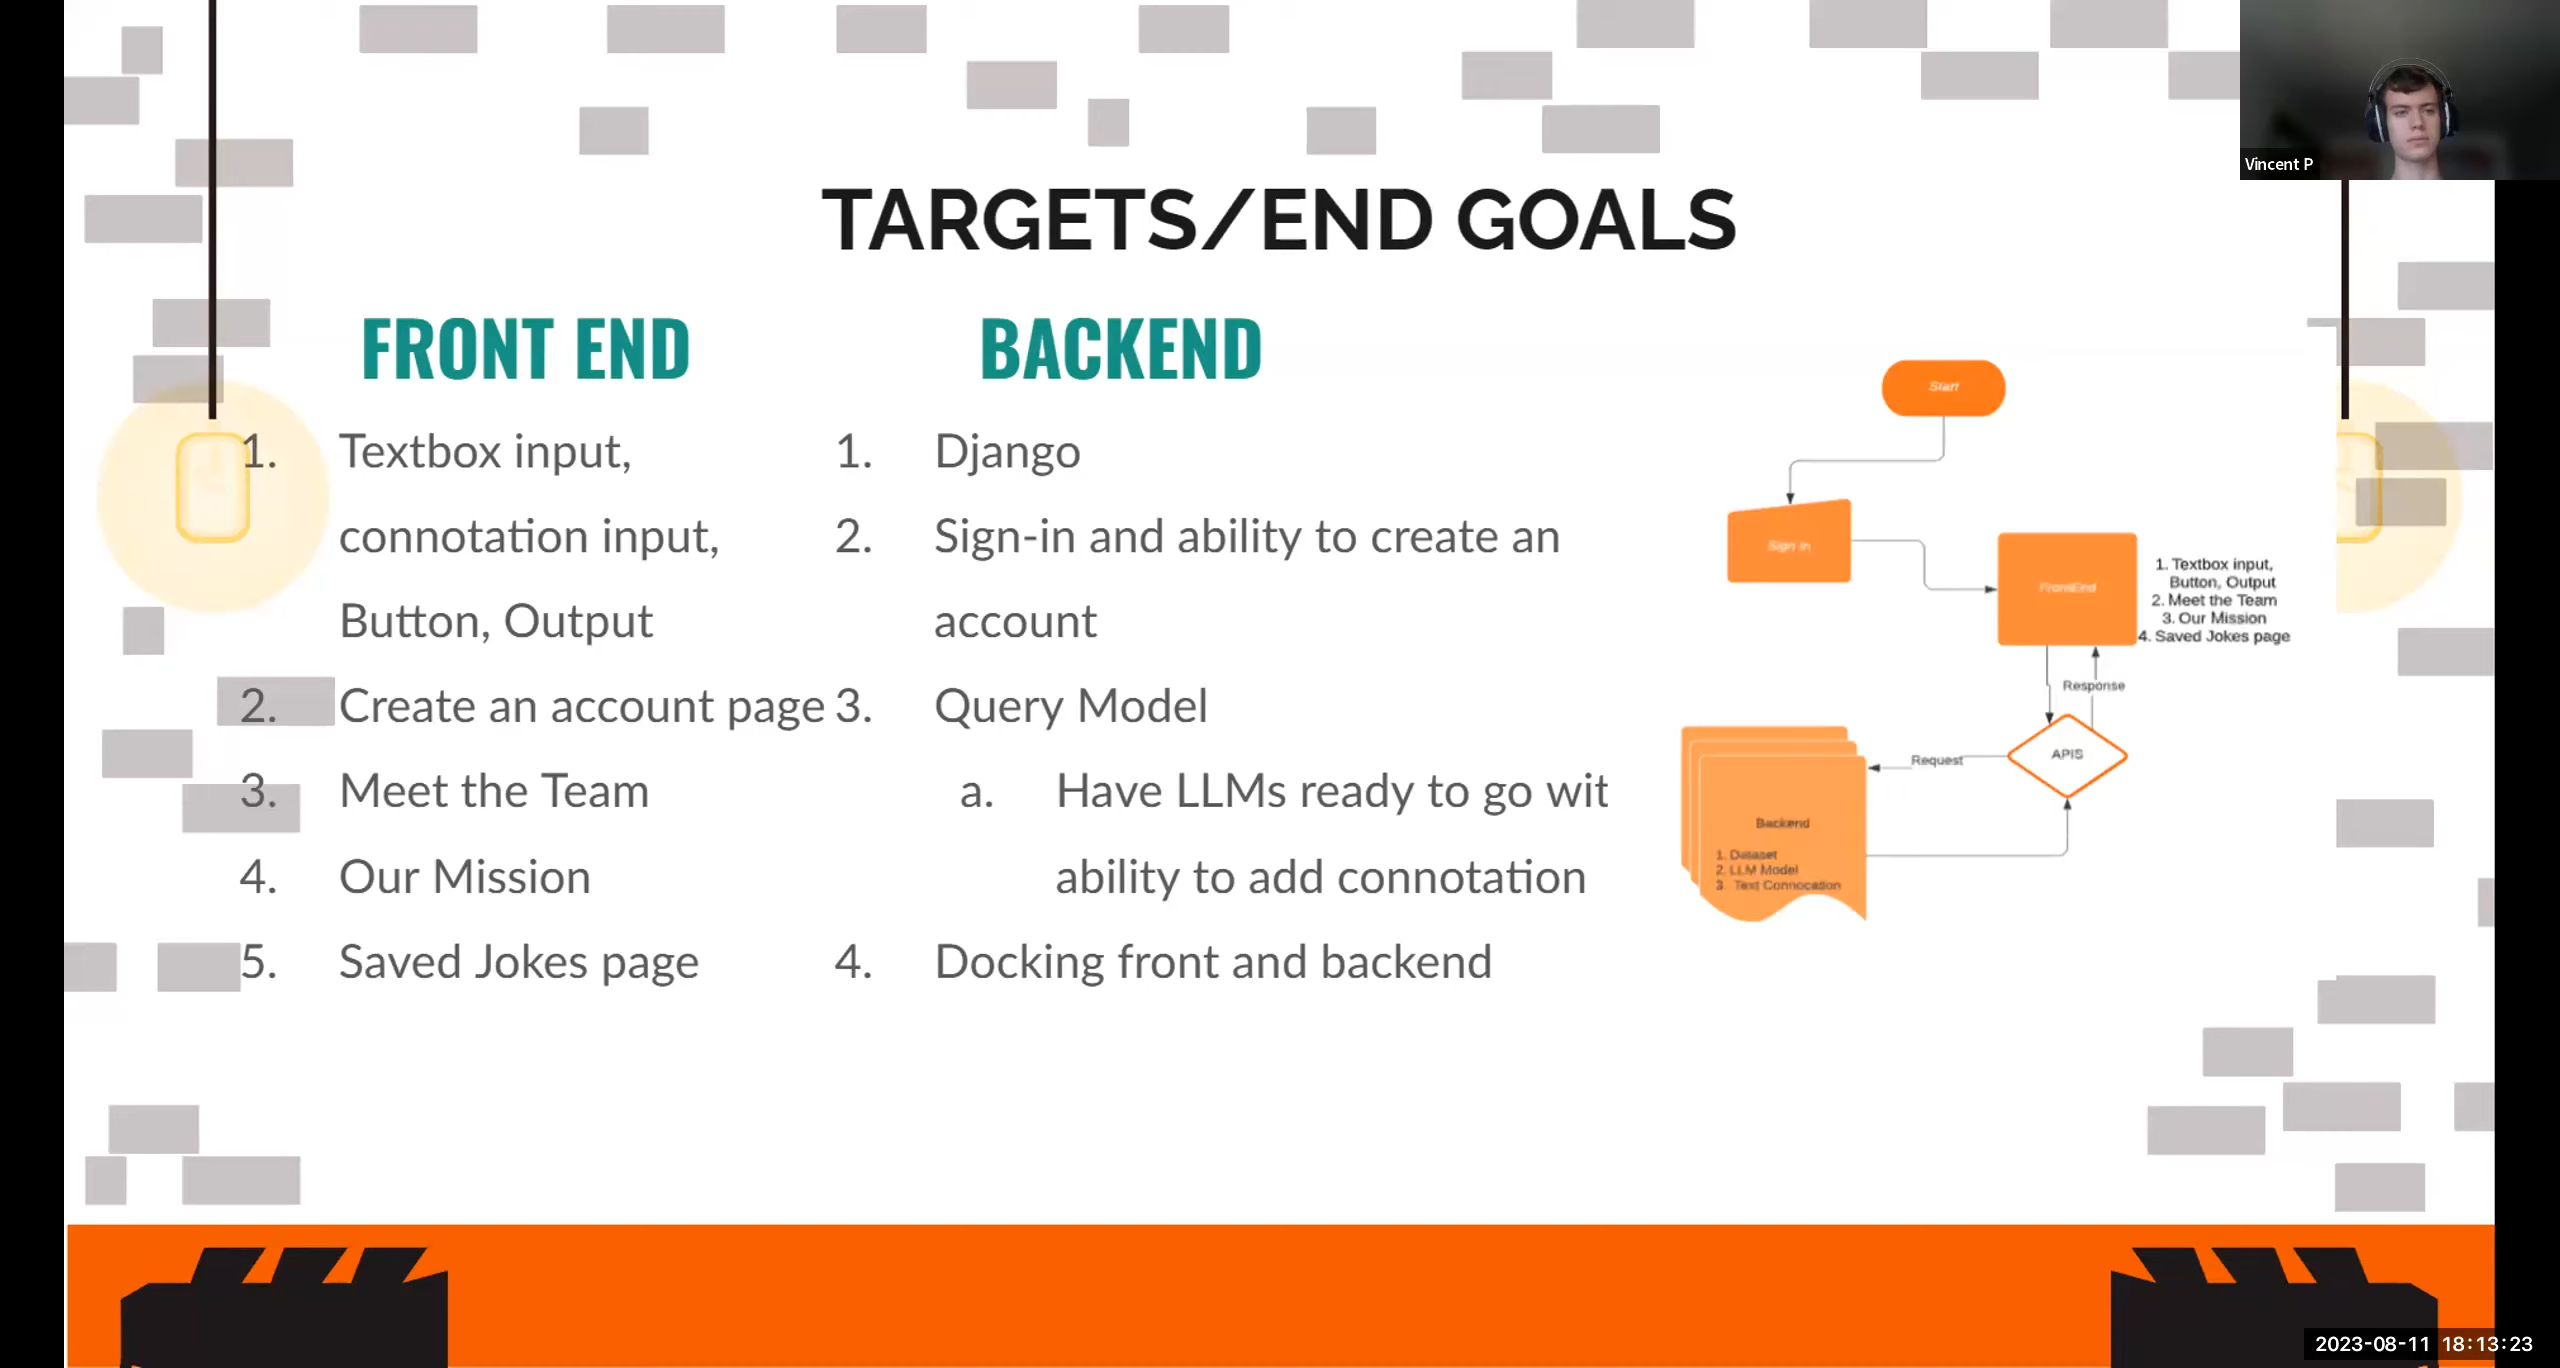 Vincent P
TARGETS/END GOALS
FRONT END
1. Textbox input,
connotation input,
Button, Output
2. Create an account page
3. Meet the Team
4. Our Mission
5. Saved Jokes page
BACKEND
1. Django
2. Sign-in and ability to create an
account
3. Query Model
a. Have LLMs ready to go wit
ability to add connotation
4. Docking front and backend
Start
Sign in
FrontEnd
1. Textbox input,
Button, Output
2. Meet the Team
3. Our Mission
4. Saved Jokes page
Response
APIS
Request
Backend
1. Dataset
2. LLM Model
3. Text Connocation
2023-08-11 18:13:23